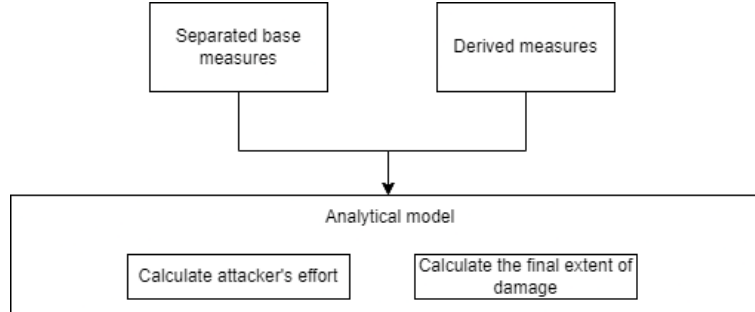 Separated base
measures
Derived measures
Analytical model
Calculate attacker's effort
Calculate the final extent of
damage